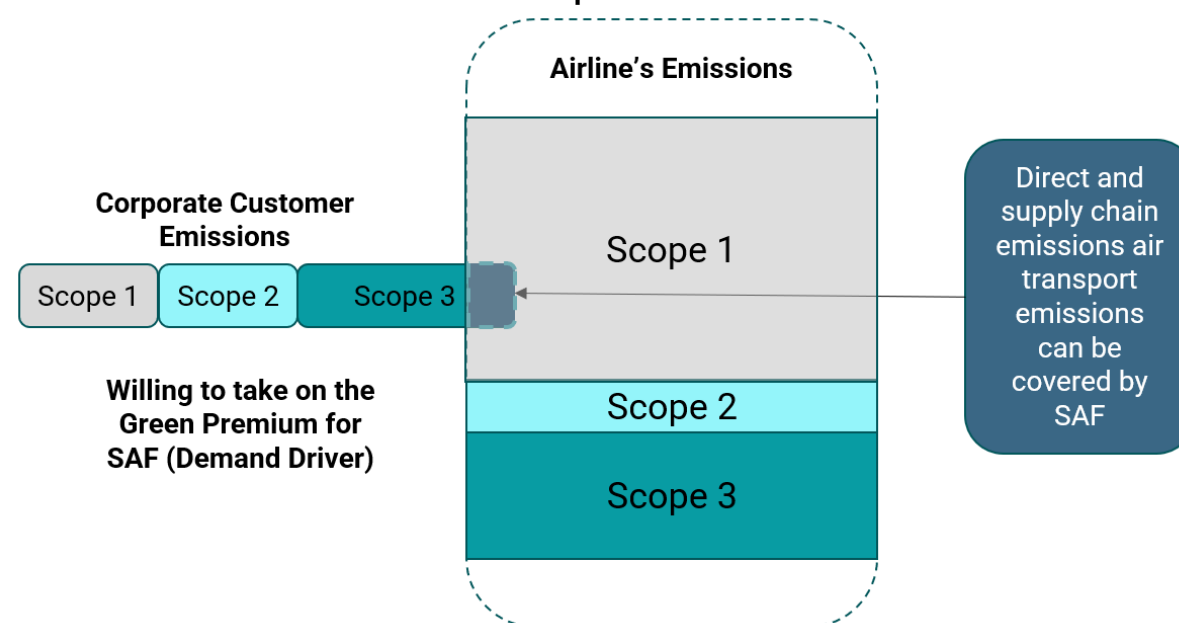 Airline’s Emissions
Corporate Customer
Emissions
Scope 1
Scope 2
Scope 3
Willing to take on the
Green Premium for
SAF (Demand Driver)
Scope 1
Scope 2
Scope 3
Direct and
supply chain
emissions air
transport
emissions
can be
covered by
SAF